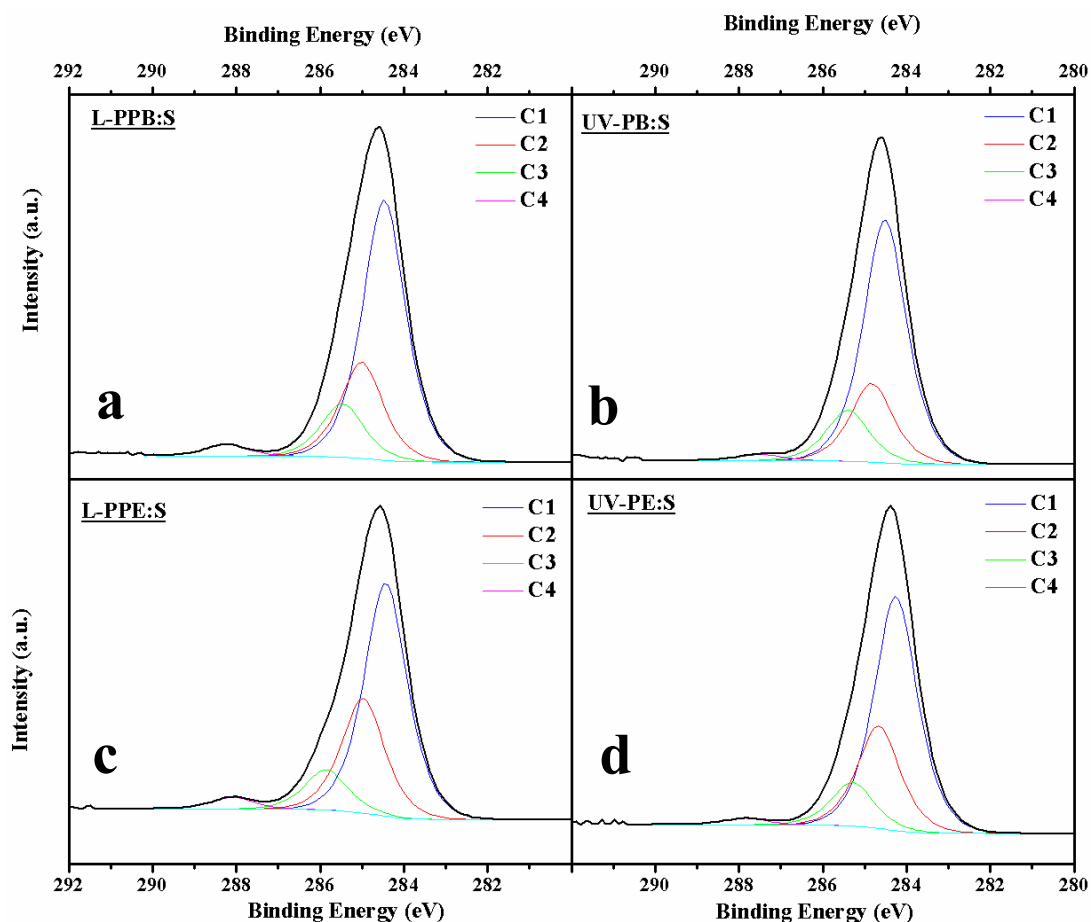 Binding Energy (eV)
Binding Energy (eV)
292 290 288 286 284 282
290 288 286 284 282 280
L-PPB:S
C1
C2
C3
C4
a
Intensity (a.u.)
UV-PB:S
C1
C2
C3
C4
b
L-PPE:S
C1
C2
C3
C4
c
Intensity (a.u.)
UV-PE:S
C1
C2
C3
C4
d
292 290 288 286 284 282
290 288 286 284 282 280
Binding Energy (eV)
Binding Energy (eV)